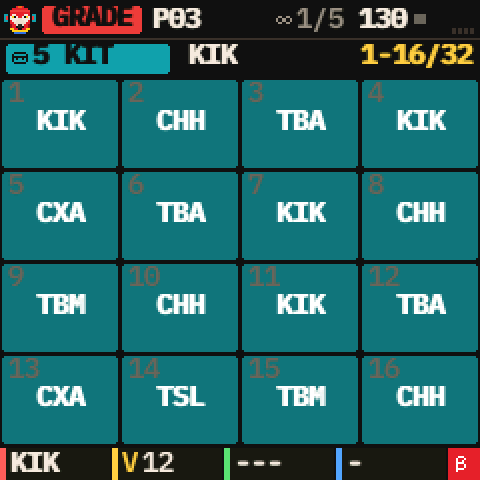 GRADE P03 ∞1/5 130
5 KIT KIK 1-16/32
1 2 3 4
KIK CHH TBA KIK
5 6 7 8
CXA TBA KIK CHH
9 10 11 12
TBM CHH KIK TBA
13 14 15 16
CXA TSL TBM CHH
KIK V12 --- - β